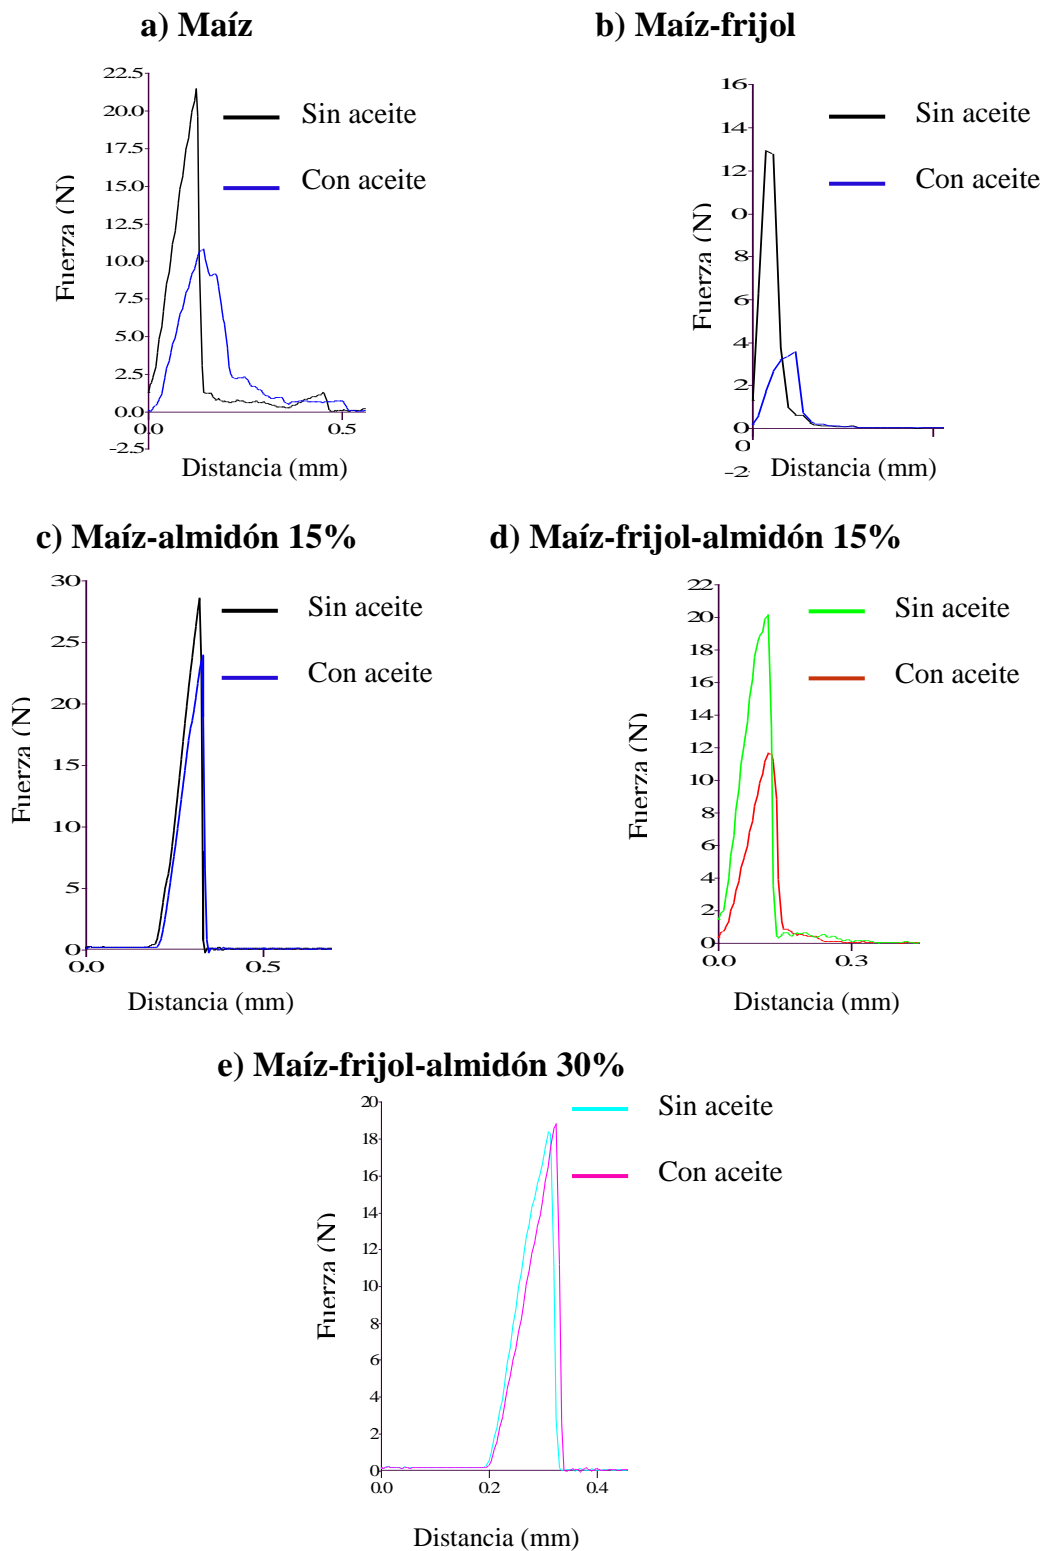 a) Maíz
22.5
20.0
17.5
15.0
12.5
10.0
7.5
5.0
2.5
0.0
-2.5
0.0
0.5
Fuerza (N)
Distancia (mm)
Sin aceite
Con aceite
b) Maíz-frijol
16
14
12
0
8
6
4
2
0
0
-2
Fuerza (N)
Distancia (mm)
Sin aceite
Con aceite
c) Maíz-almidón 15%
30
25
20
15
10
5
0
0.0
0.5
Fuerza (N)
Distancia (mm)
Sin aceite
Con aceite
d) Maíz-frijol-almidón 15%
22
20
18
16
14
12
10
8
6
4
2
0
0.0
0.3
Fuerza (N)
Distancia (mm)
Sin aceite
Con aceite
e) Maíz-frijol-almidón 30%
20
18
16
14
12
10
8
6
4
2
0
0.0
0.2
0.4
Fuerza (N)
Distancia (mm)
Sin aceite
Con aceite